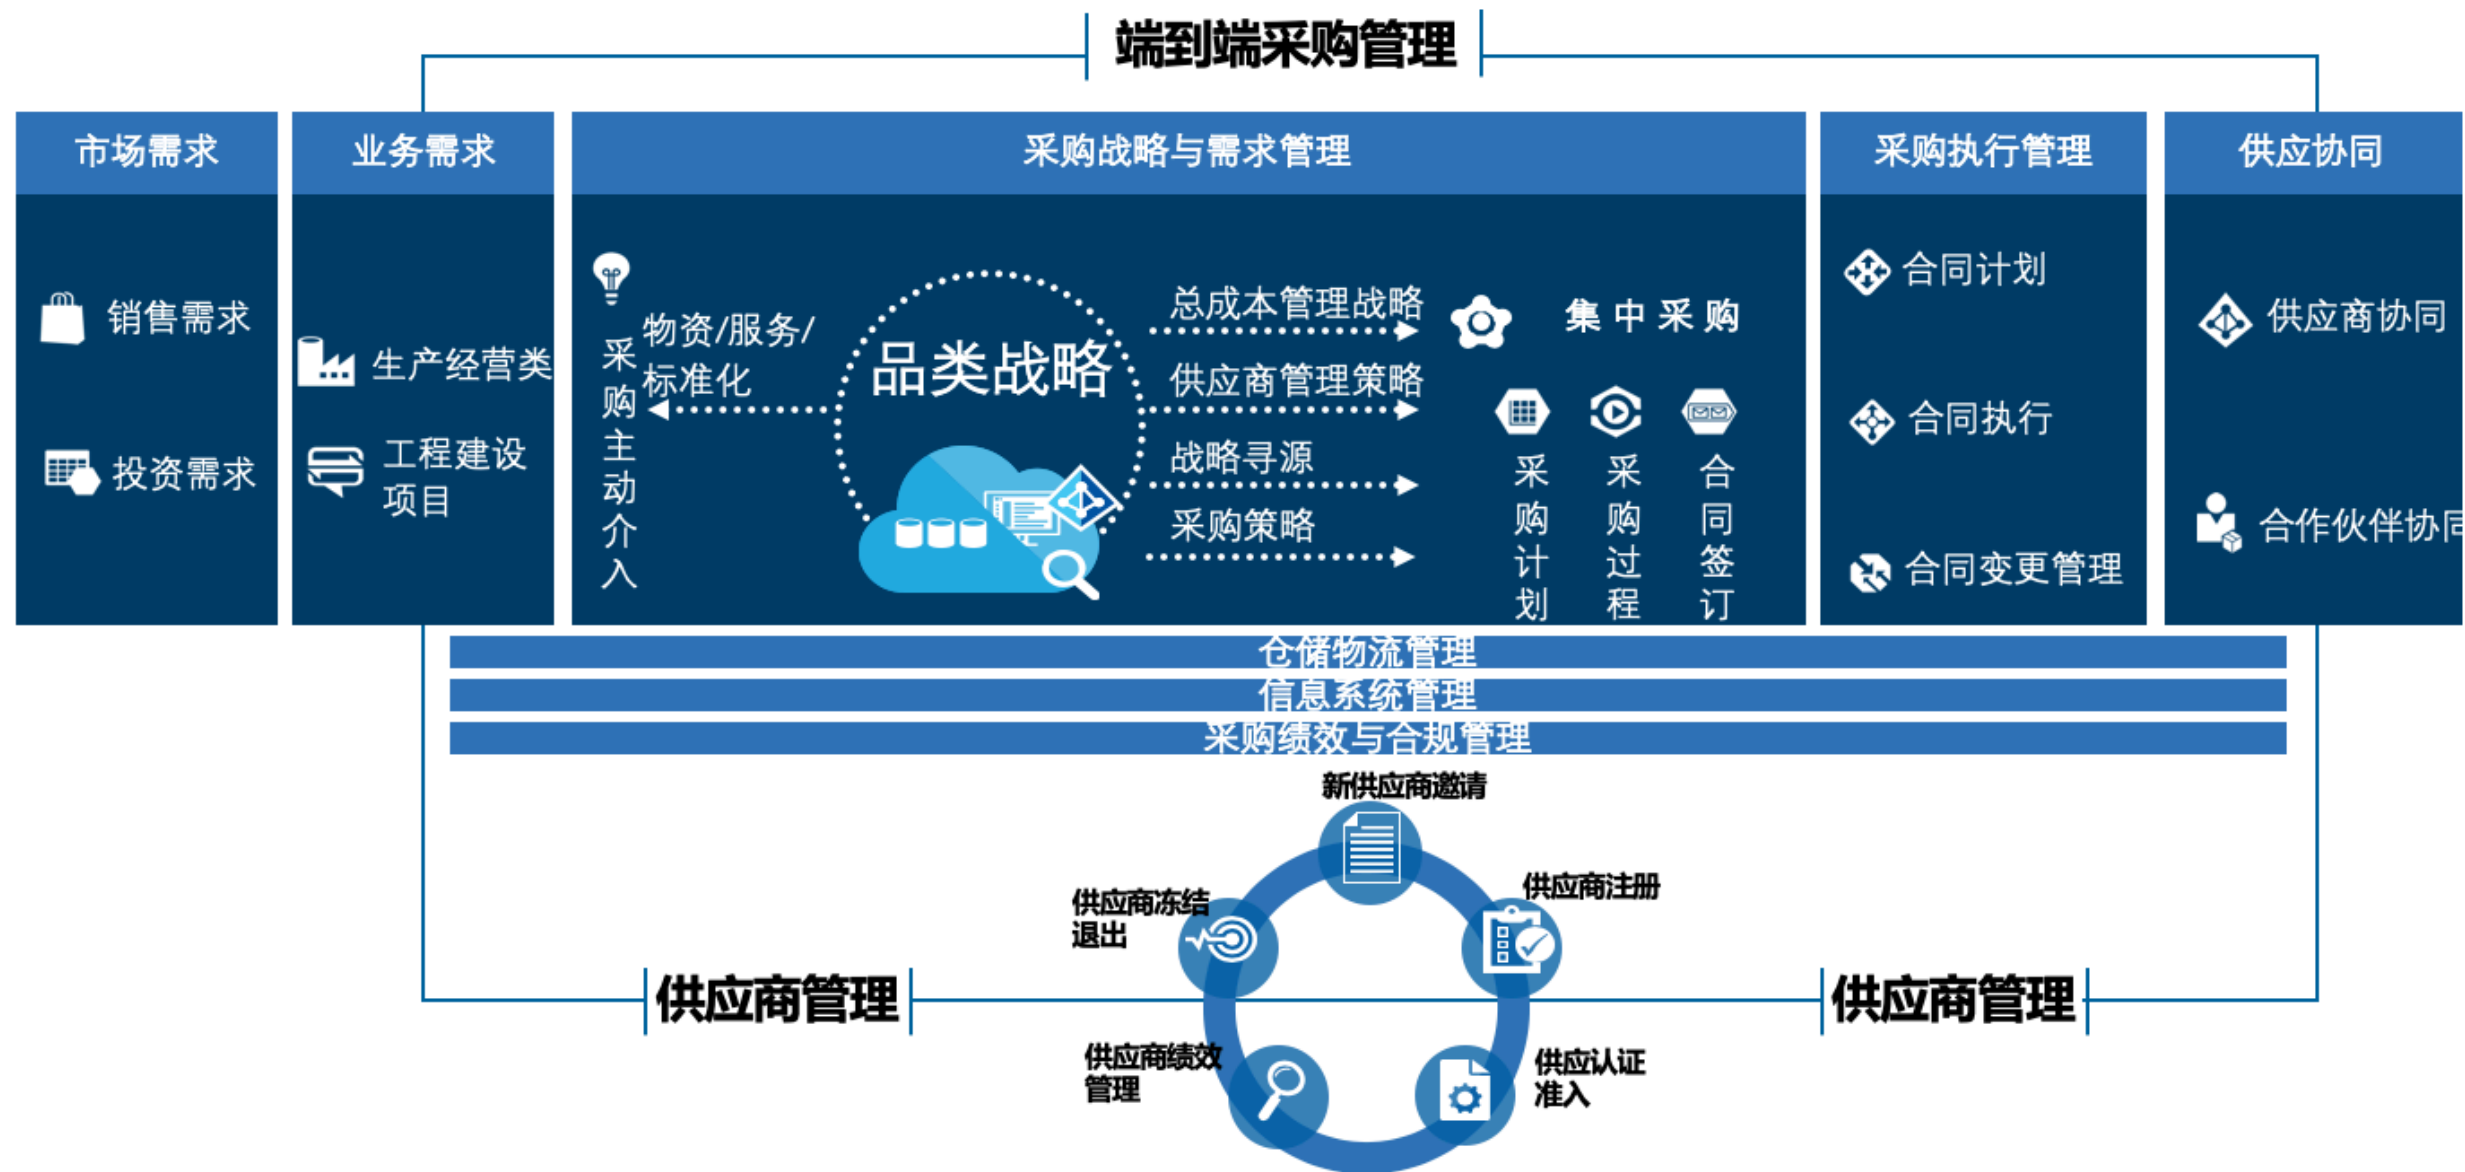 端到端采购管理
市场需求
销售需求
投资需求
业务需求
生产经营类
工程建设
项目
采购战略与需求管理
采购主动介入
物资/服务/
标准化
品类战略
总成本管理战略
供应商管理策略
战略寻源
采购策略
集中采购
采购计划
采购过程
合同签订
采购执行管理
合同计划
合同执行
合同变更管理
供应协同
供应商协同
合作伙伴协同
仓储物流管理
信息系统管理
采购绩效与合规管理
新供应商邀请
供应商注册
供应商冻结
退出
供应商管理
供应商管理
供应商绩效
管理
供应认证
准入